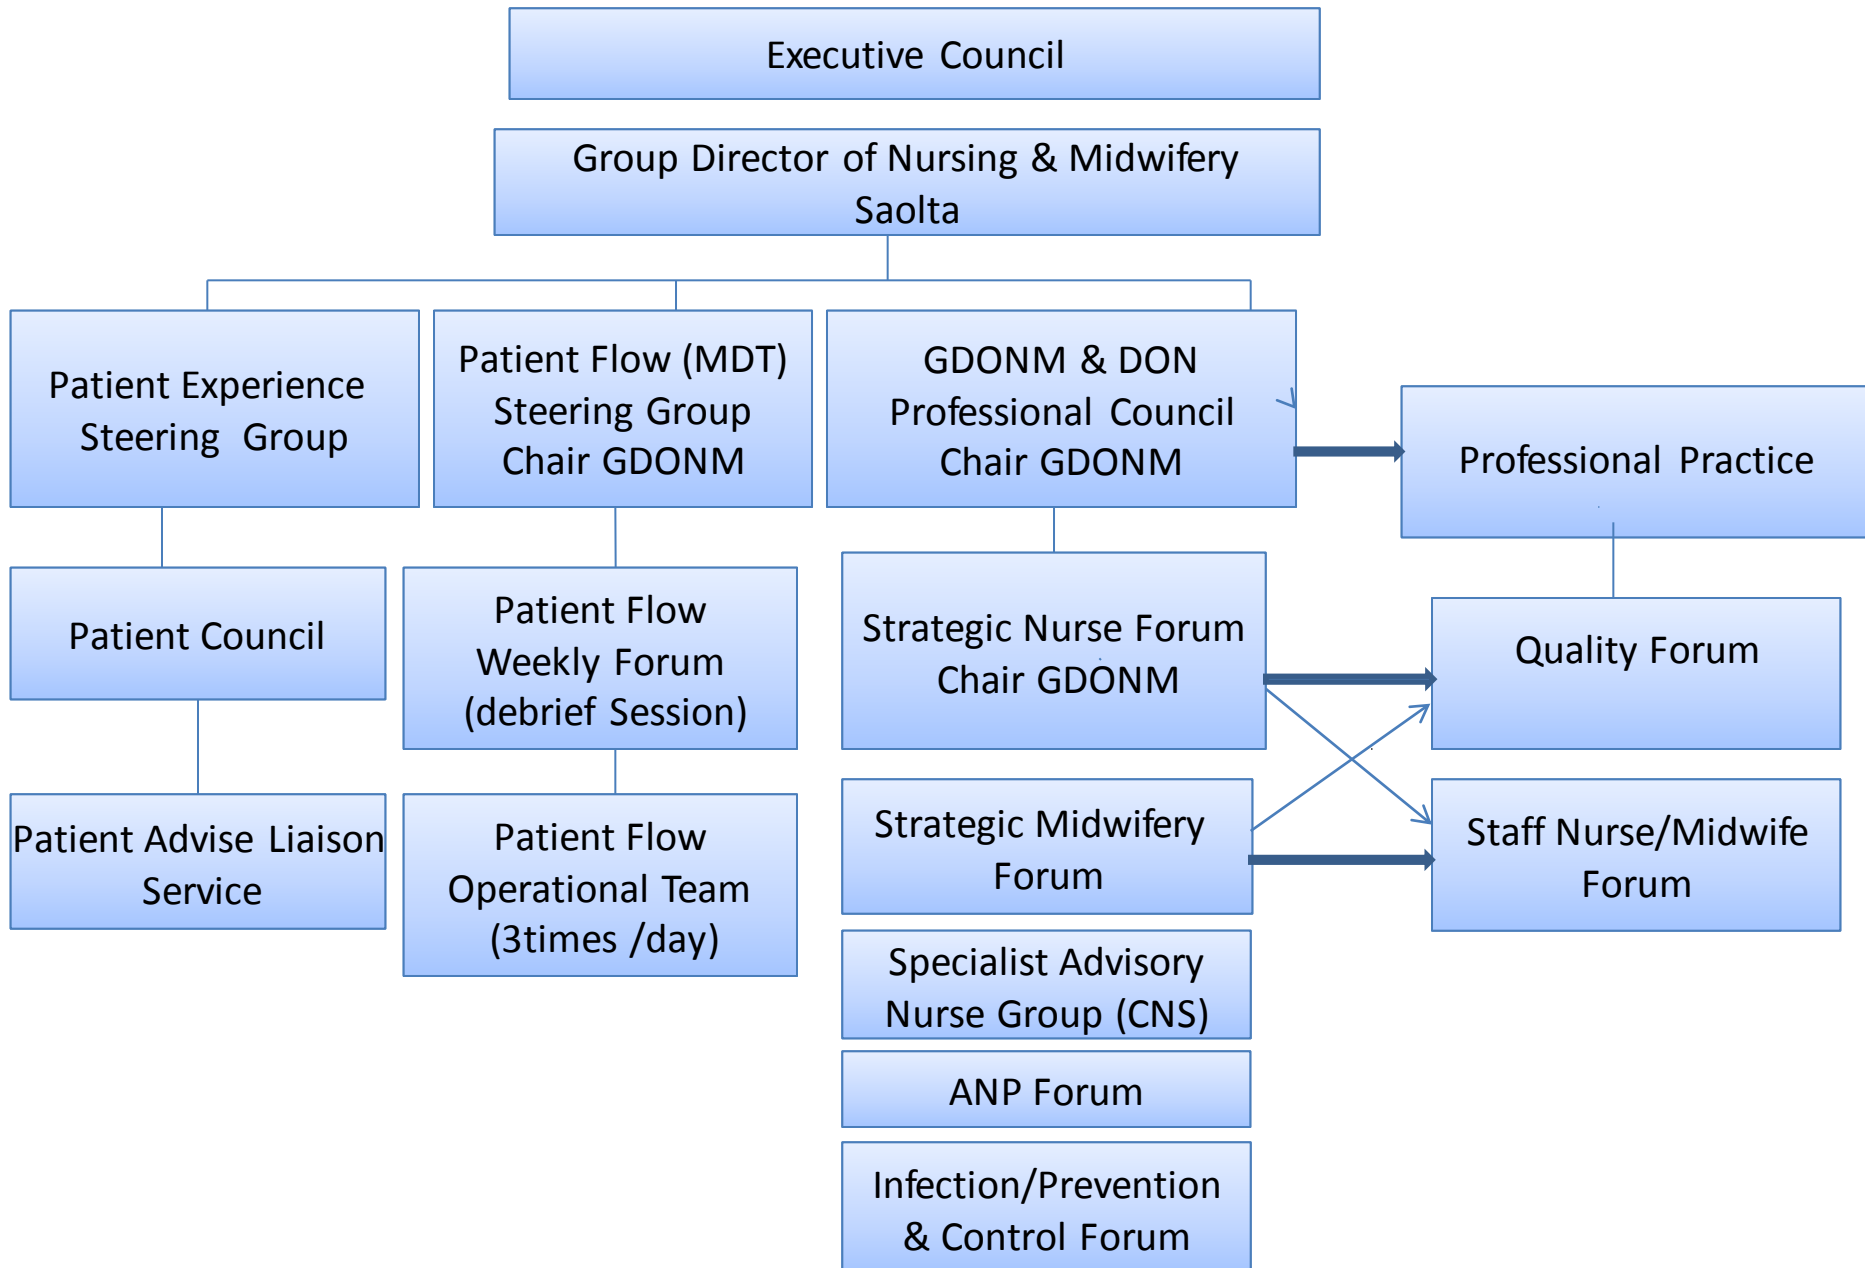 Executive Council
Group Director of Nursing & Midwifery
Saolta
Patient Experience
Steering Group
Patient Flow (MDT)
Steering Group
Chair GDONM
GDONM & DON
Professional Council
Chair GDONM
Professional Practice
Patient Council
Patient Flow
Weekly Forum
(debrief Session)
Strategic Nurse Forum
Chair GDONM
Quality Forum
Patient Advise Liaison
Service
Patient Flow
Operational Team
(3times /day)
Strategic Midwifery
Forum
Staff Nurse/Midwife
Forum
Specialist Advisory
Nurse Group (CNS)
ANP Forum
Infection/Prevention
& Control Forum